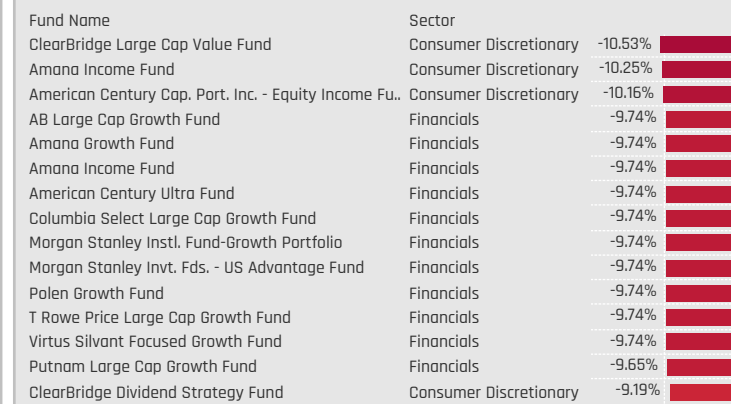 Fund Name Sector
ClearBridge Large Cap Value Fund Consumer Discretionary -10.53%
Amana Income Fund Consumer Discretionary -10.25%
American Century Cap. Port. Inc. - Equity Income Fu.. Consumer Discretionary -10.16%
AB Large Cap Growth Fund Financials -9.74%
Amana Growth Fund Financials -9.74%
Amana Income Fund Financials -9.74%
American Century Ultra Fund Financials -9.74%
Columbia Select Large Cap Growth Fund Financials -9.74%
Morgan Stanley Instl. Fund-Growth Portfolio Financials -9.74%
Morgan Stanley Invt. Fds. - US Advantage Fund Financials -9.74%
Polen Growth Fund Financials -9.74%
T Rowe Price Large Cap Growth Fund Financials -9.74%
Virtus Silvant Focused Growth Fund Financials -9.74%
Putnam Large Cap Growth Fund Financials -9.65%
ClearBridge Dividend Strategy Fund Consumer Discretionary -9.19%